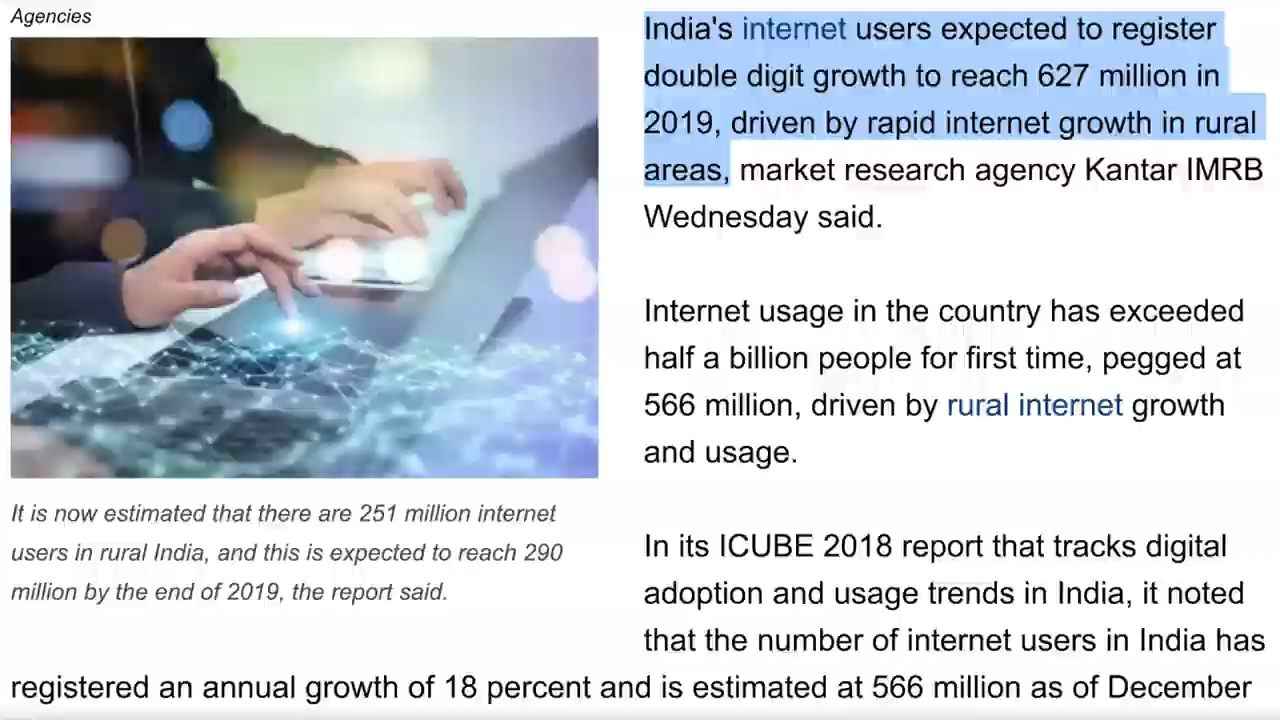 Agencies
It is now estimated that there are 251 million internet
users in rural India, and this is expected to reach 290
million by the end of 2019, the report said.
India's internet users expected to register
double digit growth to reach 627 million in
2019, driven by rapid internet growth in rural
areas, market research agency Kantar IMRB
Wednesday said.
Internet usage in the country has exceeded
half a billion people for first time, pegged at
566 million, driven by rural internet growth
and usage.
In its ICUBE 2018 report that tracks digital
adoption and usage trends in India, it noted
that the number of internet users in India has
registered an annual growth of 18 percent and is estimated at 566 million as of December